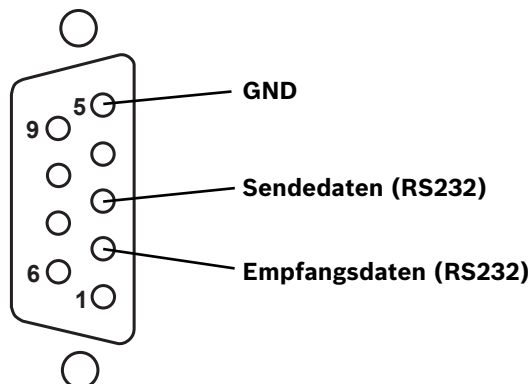 5
GND
9
Sendedaten (RS232)
6
Empfangsdaten (RS232)
1